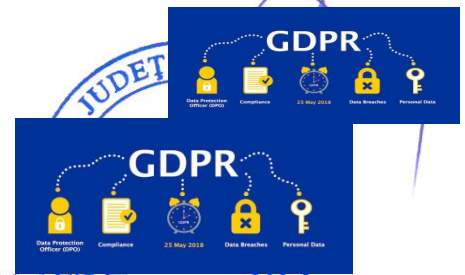 GDPR
Data Protection
Officer (DPO)
Compliance
25 May 2018
Data Breaches
Personal Data
JUDEȚ
GDPR
Data Protection
Officer (DPO)
Compliance
25 May 2018
Data Breaches
Personal Data